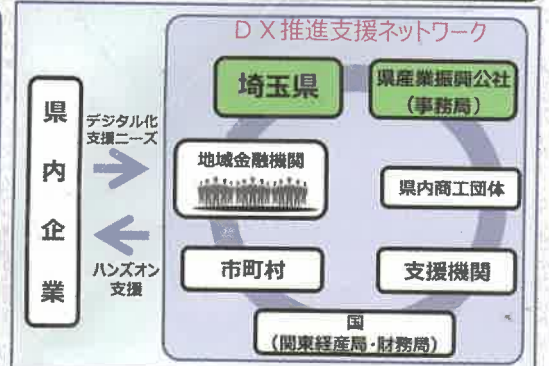 DX推進支援ネットワーク
埼玉県
県産業振興公社
(事務局)
県内企業
デジタル化
支援ニーズ
地域金融機関
県内商工団体
ハンズオン
支援
市町村
支援機関
国
(関東経産局・財務局)